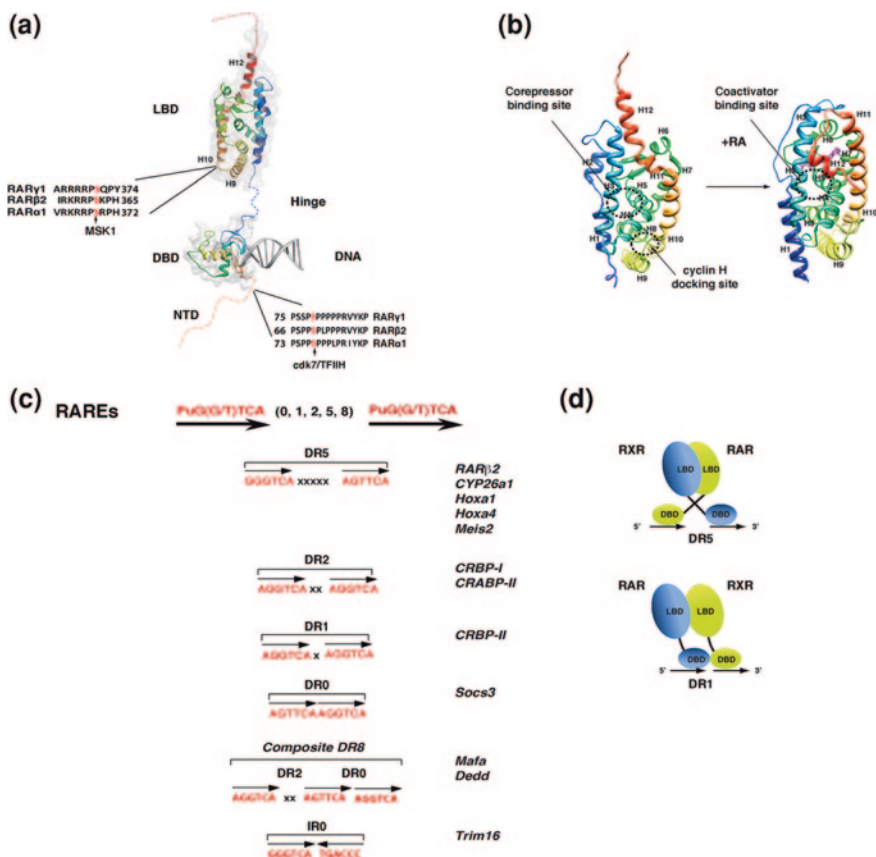 (a)
H12
LBD
H10
H9
RARγ1 ARRRRPSQPY 374
RARβ2 IRKRRPSKPH 365
RARα1 VRKRRPSRPH 372
MSK1
Hinge
DBD
DNA
NTD
75 PSSPSPPPPPRVYKP RARγ1
66 PSPPSPLPPPRVYKP RARβ2
73 PSPPSPPPLPRIYKP RARα1
cdk7/TFIIH
(b)
Corepressor
binding site
H12
H6
H3
H7
H11
H5
H8
H10
H9
H1
cyclin H
docking site
+RA
Coactivator
binding site
H11
H12
H10
H9
H1
(c)
RAREs
PuG(G/T)TCA (0, 1, 2, 5, 8) PuG(G/T)TCA
DR5
GGGTCA xxxxx AGTTCA
RARβ2
CYP26a1
Hoxa1
Hoxa4
Meis2
DR2
AGGTCA xx AGGTCA
CRBP-I
CRABP-II
DR1
AGGTCA x AGGTCA
CRBP-II
DR0
AGTTCAAGGTCA
Socs3
Composite DR8
DR2 DR0
AGGTCA xx AGTTCA AGGTCA
Mafa
Dedd
IR0
GGGTCA TGACCC
Trim16
(d)
RXR RAR
LBD LBD
DBD DBD
5' 3'
DR5
RAR RXR
LBD LBD
DBD DBD
5' 3'
DR1